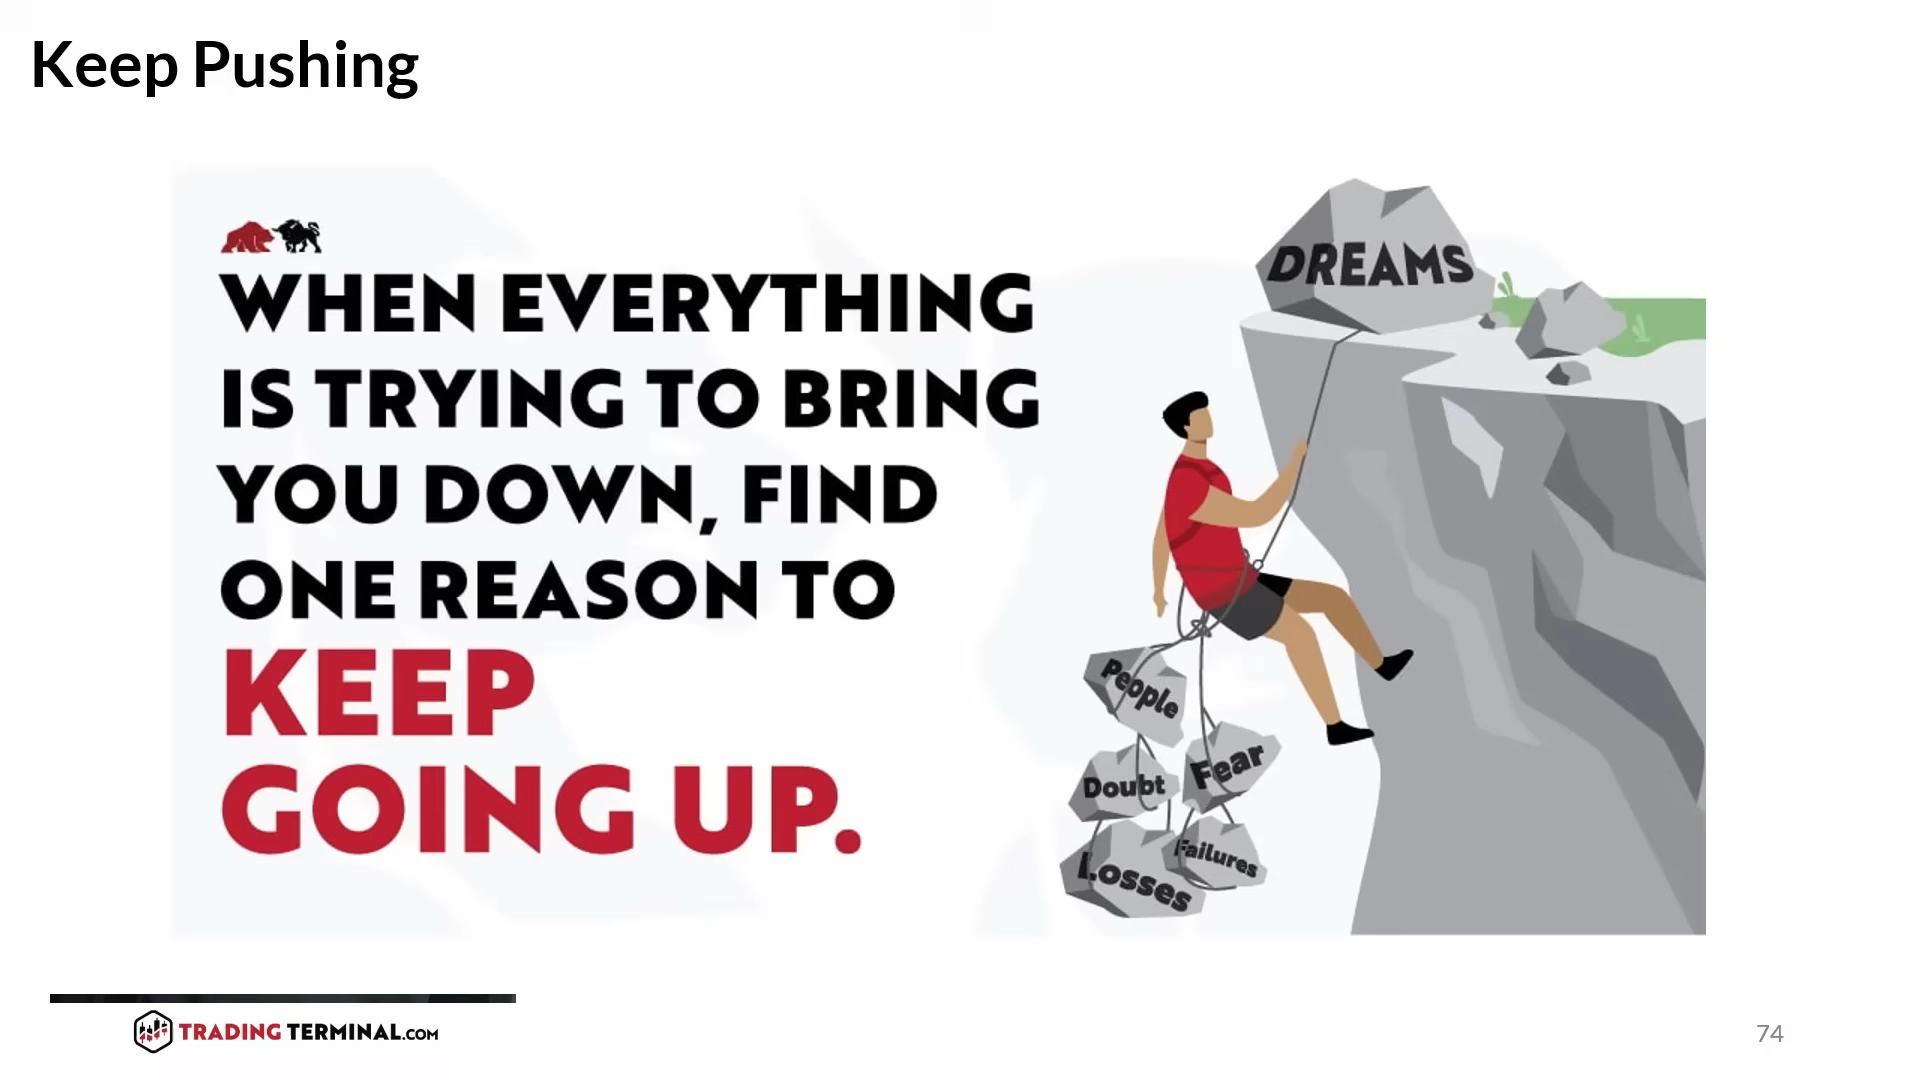 Keep Pushing
WHEN EVERYTHING
IS TRYING TO BRING
YOU DOWN, FIND
ONE REASON TO
KEEP
GOING UP.
DREAMS
People
Doubt
Fear
Losses
Failures
TRADING TERMINAL.COM
74